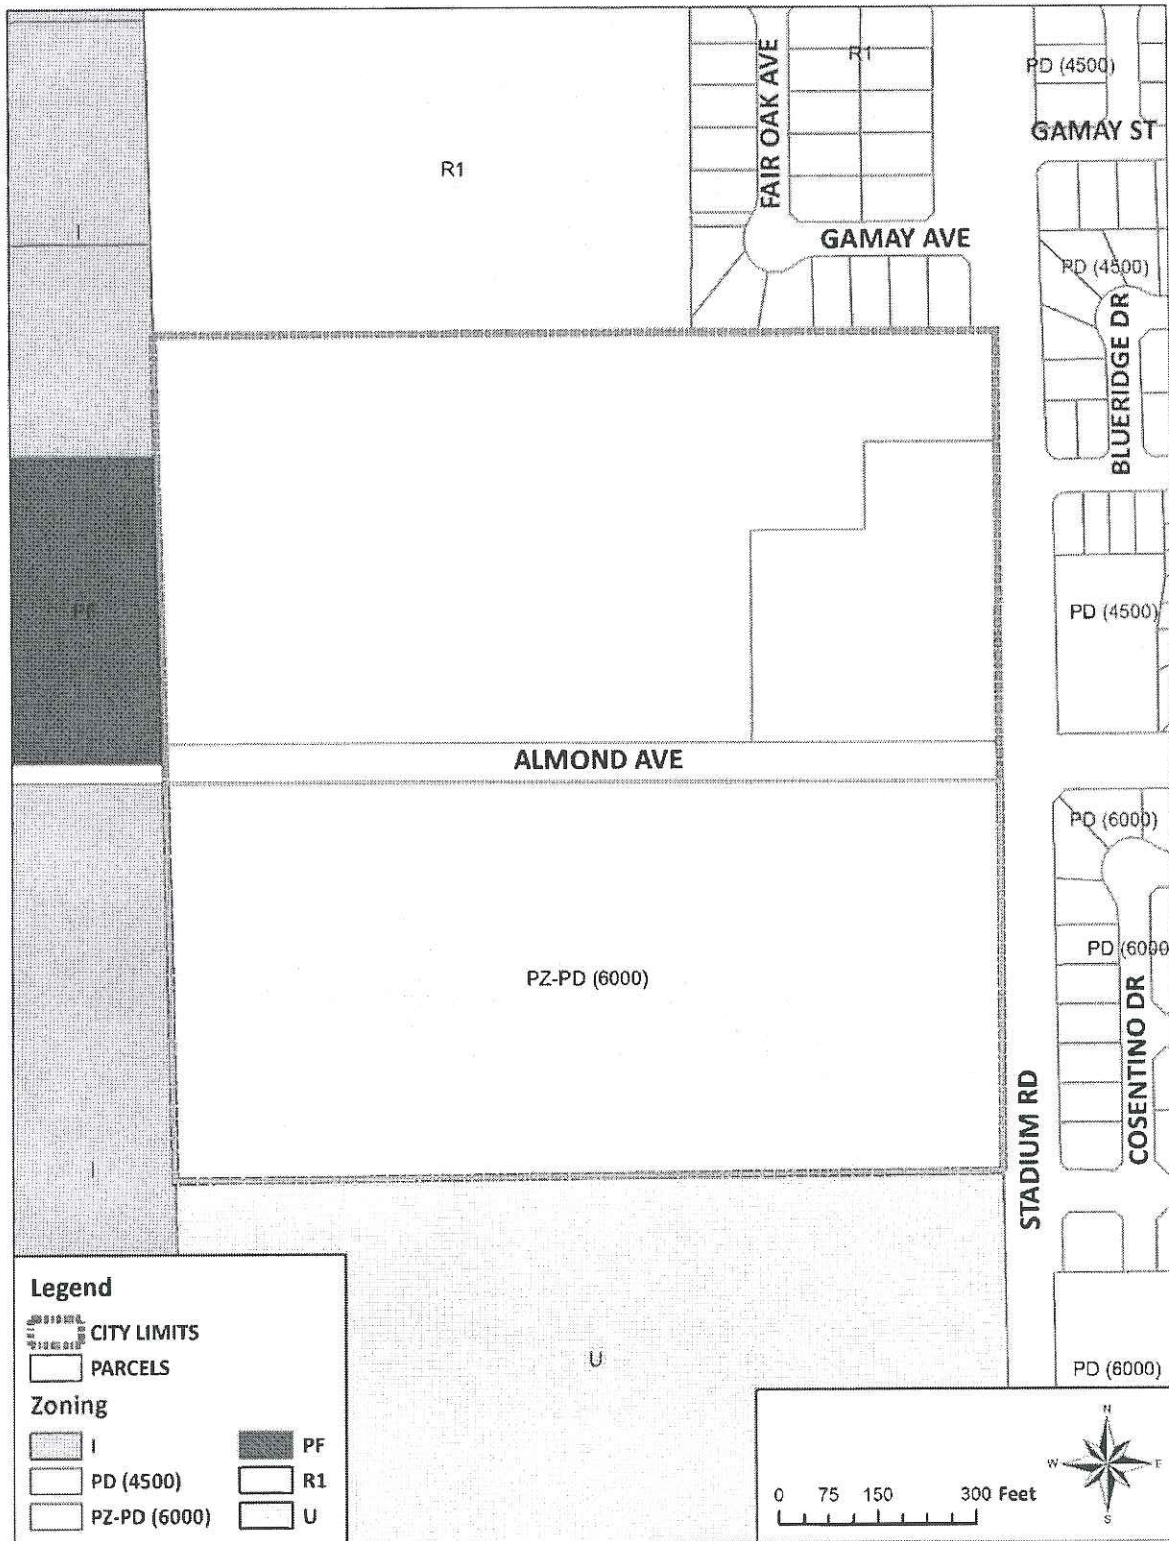 R1
PD (4500)
FAIR OAK AVE
GAMAY ST
R1
I
GAMAY AVE
PD (4500)
BLUERIDGE DR
PF
PD (4500)
ALMOND AVE
PD (6000)
PD (6000
PZ-PD (6000)
COSENTINO DR
STADIUM RD
I
U
PD (6000)
Legend
CITY LIMITS
PARCELS
Zoning
I
PF
PD (4500)
R1
PZ-PD (6000)
U
N
W
E
S
0 75 150 300 Feet